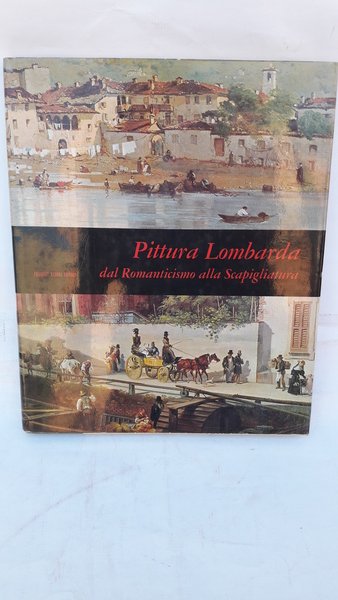 Pittura Lombarda
dal Romanticismo alla Scapigliatura